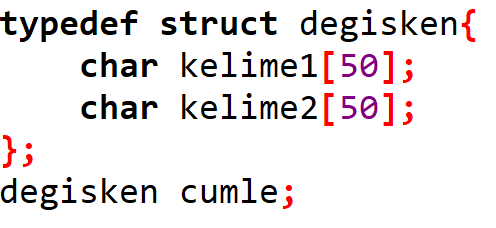 typedef struct degisken{
    char kelime1[50];
    char kelime2[50];
};
degisken cumle;